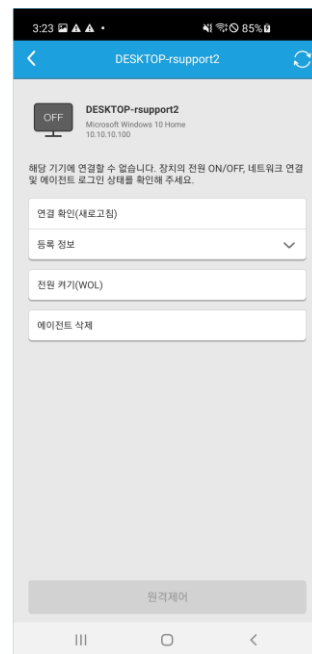 3:23 85%
DESKTOP-rsupport2
OFF
DESKTOP-rsupport2
Microsoft Windows 10 Home
10.10.10.100
해당 기기에 연결할 수 없습니다. 장치의 전원 ON/OFF, 네트워크 연결
및 에이전트 로그인 상태를 확인해 주세요.
연결 확인(새로고침)
등록 정보
전원 켜기(WOL)
에이전트 삭제
원격제어